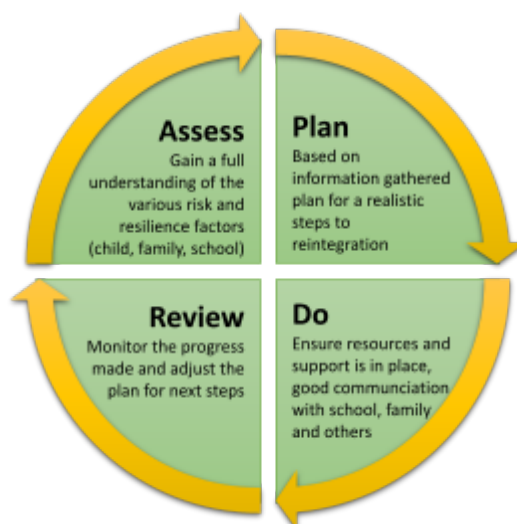 Assess
Gain a full
understanding of the
various risk and
resilience factors
(child, family, school)
Plan
Based on
information gathered
plan for a realistic
steps to
reintegration
Review
Monitor the progress
made and adjust the
plan for next steps
Do
Ensure resources and
support is in place,
good communciation
with school, family
and others